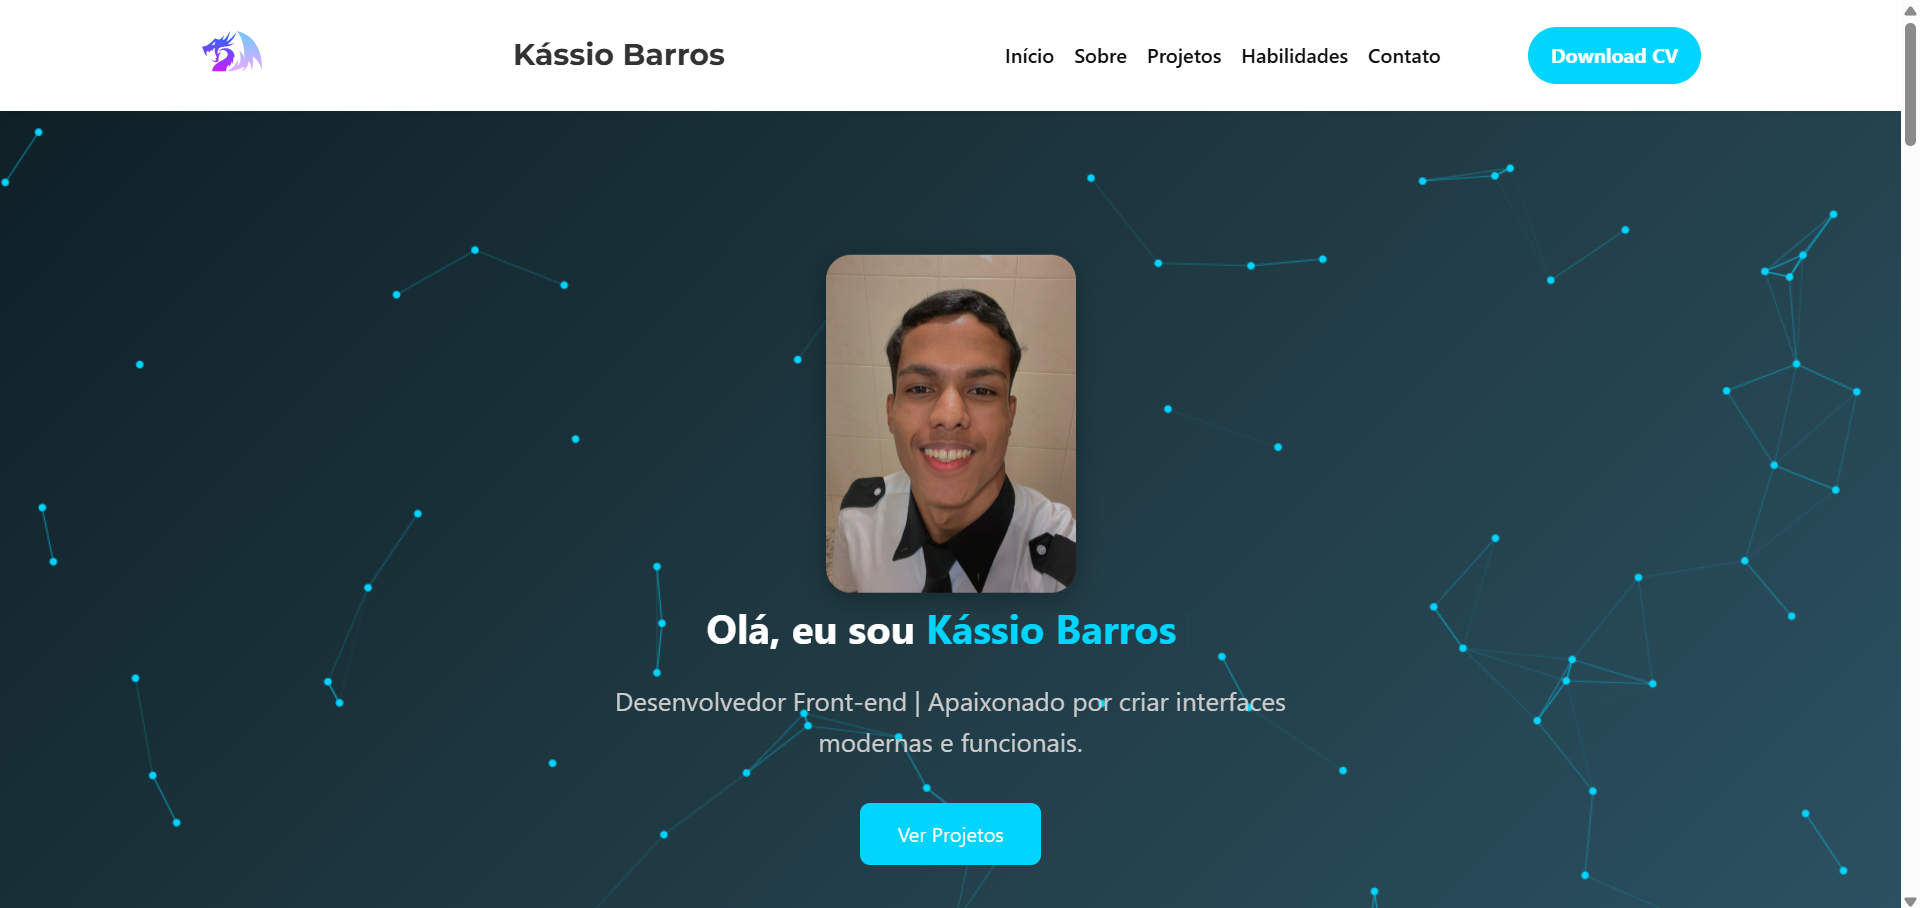 Kássio Barros
Início Sobre Projetos Habilidades Contato
Download CV
Olá, eu sou Kássio Barros
Desenvolvedor Front-end | Apaixonado por criar interfaces
modernas e funcionais.
Ver Projetos